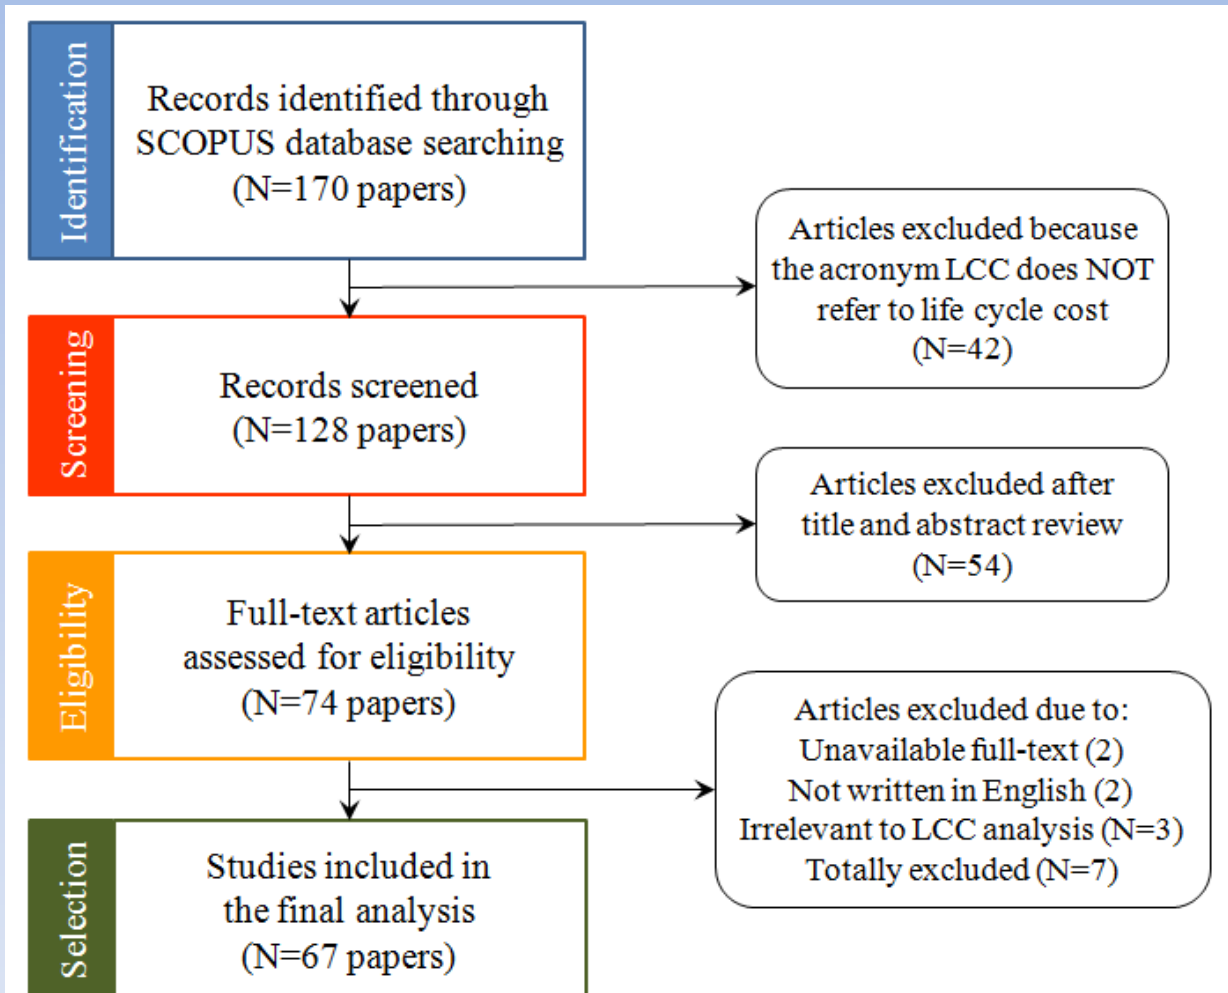 Identification
Records identified through
SCOPUS database searching
(N=170 papers)
Articles excluded because
the acronym LCC does NOT
refer to life cycle cost
(N=42)
Screening
Records screened
(N=128 papers)
Articles excluded after
title and abstract review
(N=54)
Eligibility
Full-text articles
assessed for eligibility
(N=74 papers)
Articles excluded due to:
Unavailable full-text (2)
Not written in English (2)
Irrelevant to LCC analysis (N=3)
Totally excluded (N=7)
Selection
Studies included in
the final analysis
(N=67 papers)